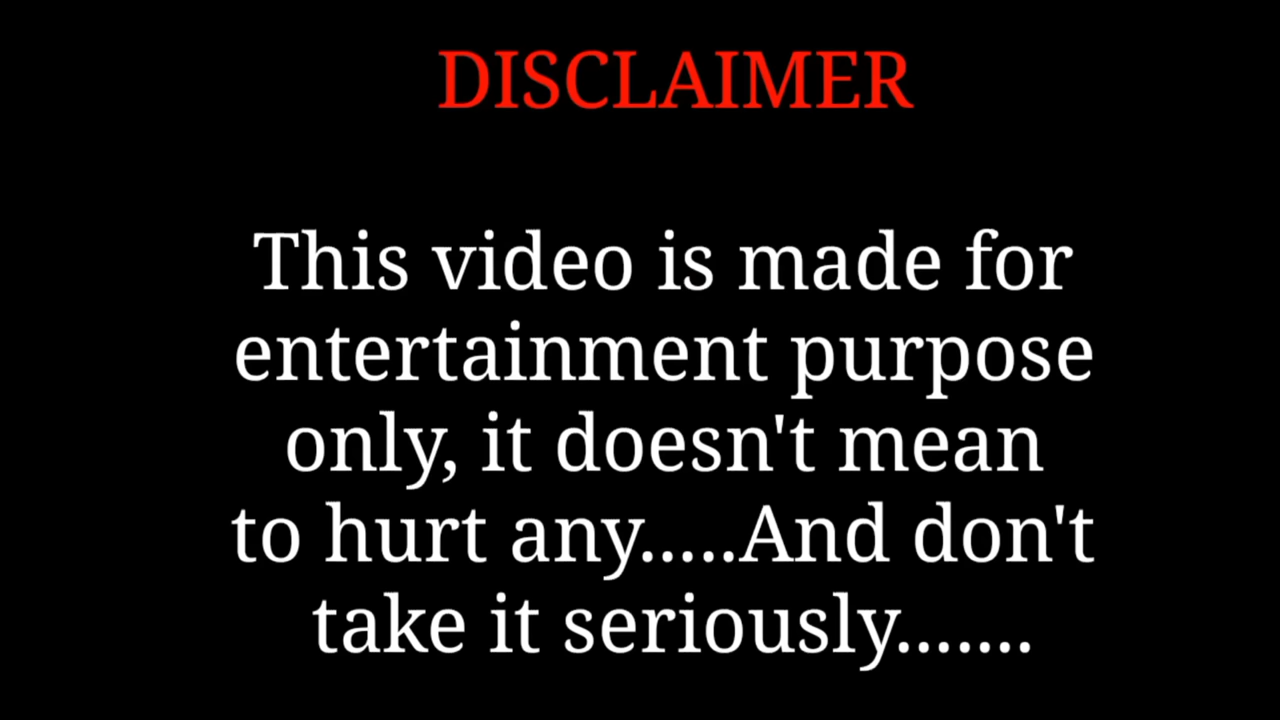 DISCLAIMER
This video is made for
entertainment purpose
only, it doesn't mean
to hurt any.....And don't
take it seriously.......